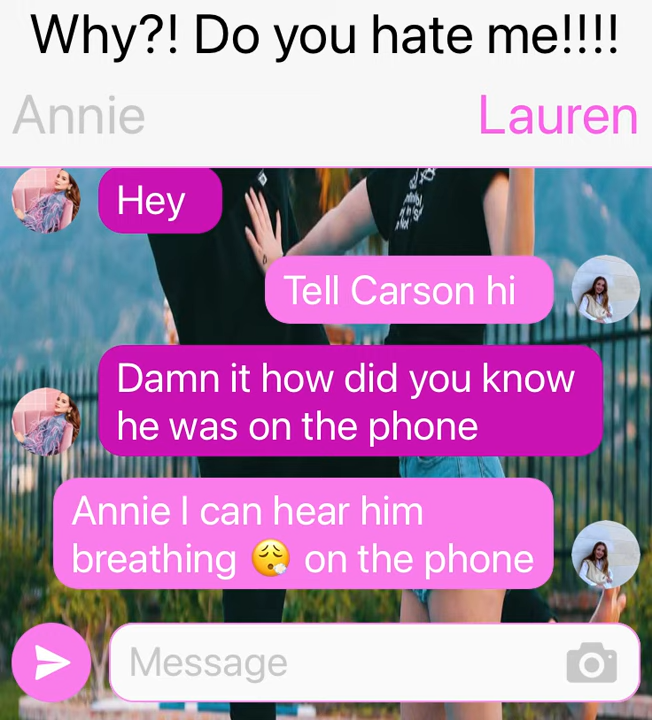 Why?! Do you hate me!!!!
Annie
Lauren
Hey
Tell Carson hi
Damn it how did you know
he was on the phone
Annie I can hear him
breathing 😮‍💨 on the phone
Message